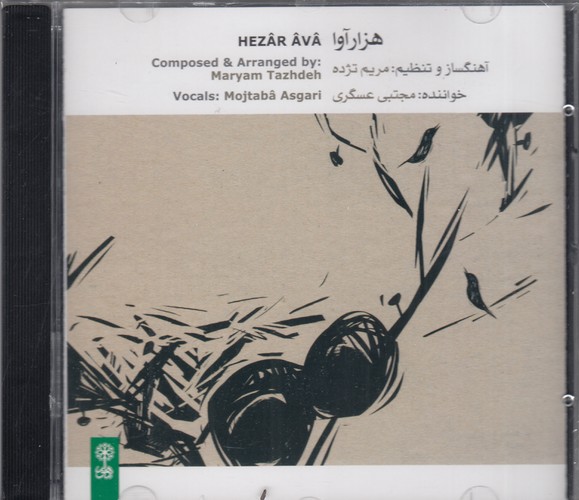 HEZÂR ÂVÂ
هزارآوا
Composed & Arranged by:
Maryam Tazhdeh
آهنگساز و تنظیم: مریم تژده
Vocals: Mojtabâ Asgari
خواننده: مجتبی عسگری